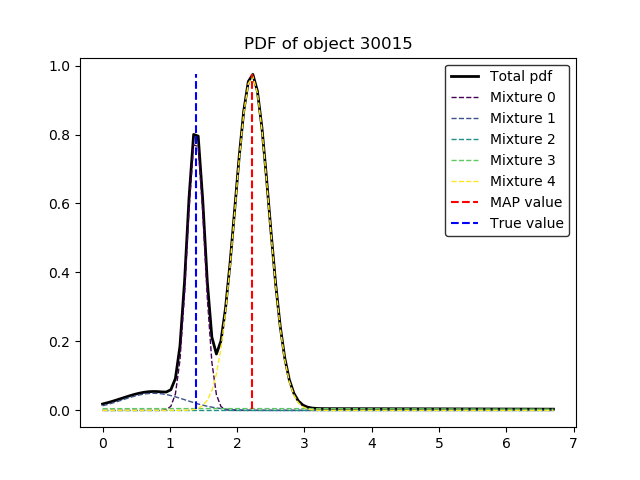 PDF of object 30015
1.0
0.8
0.6
0.4
0.2
0.0
0 1 2 3 4 5 6 7
Total pdf
Mixture 0
Mixture 1
Mixture 2
Mixture 3
Mixture 4
MAP value
True value